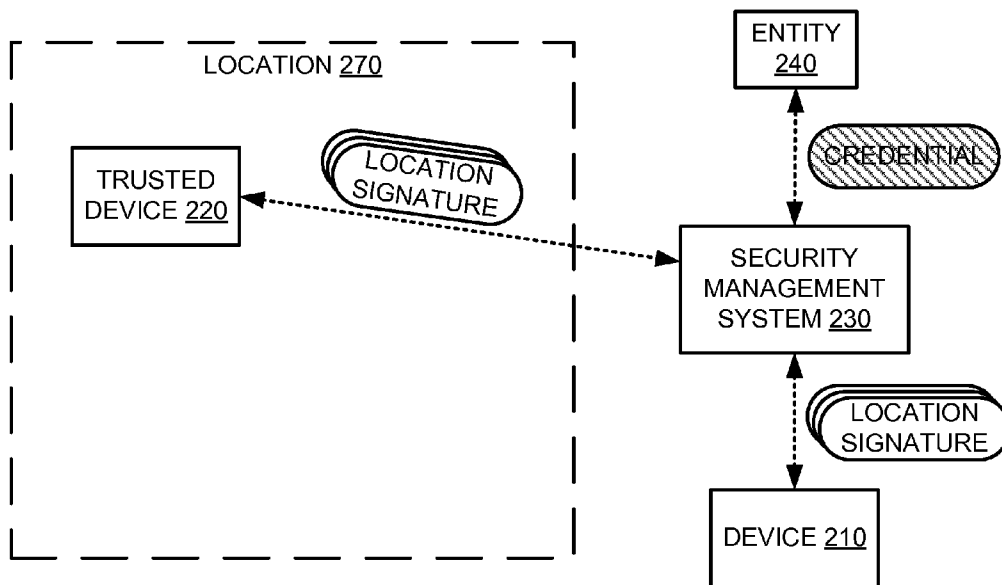 LOCATION 270
TRUSTED
DEVICE 220
LOCATION
SIGNATURE
ENTITY
240
CREDENTIAL
SECURITY
MANAGEMENT
SYSTEM 230
LOCATION
SIGNATURE
DEVICE 210